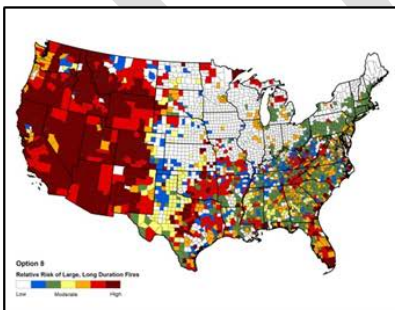 Option 8
Relative Risk of Large, Long Duration Fires
Low Moderate High